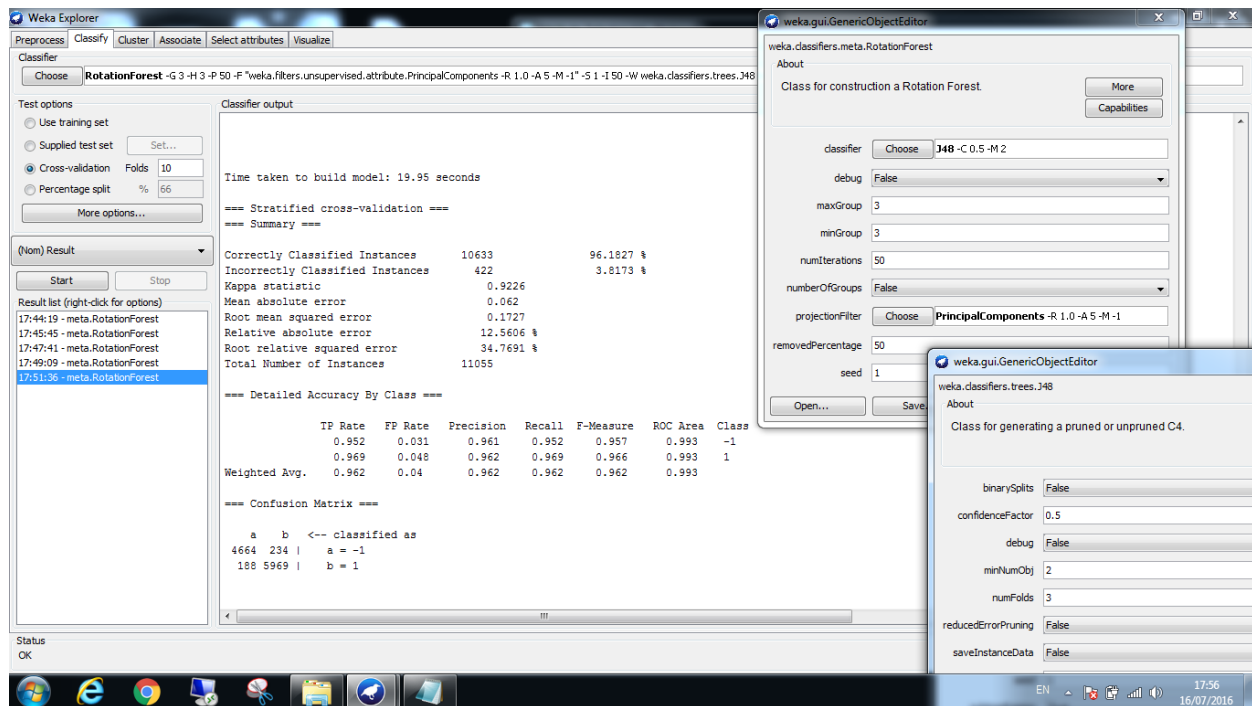 Weka Explorer
Preprocess Classify Cluster Associate Select attributes Visualize
Classifier
Choose RotationForest -G 3 -H 3 -P 50 -F "weka.filters.unsupervised.attribute.PrincipalComponents -R 1.0 -A 5 -M -1" -S 1 -I 50 -W weka.classifiers.trees.J48
Test options
Use training set
Supplied test set Set...
Cross-validation Folds 10
Percentage split % 66
More options...
(Nom) Result
Start Stop
Result list (right-click for options)
17:44:19 - meta.RotationForest
17:45:45 - meta.RotationForest
17:47:41 - meta.RotationForest
17:49:09 - meta.RotationForest
17:51:36 - meta.RotationForest
Classifier output
Time taken to build model: 19.95 seconds
=== Stratified cross-validation ===
=== Summary ===
Correctly Classified Instances 10633 96.1827 %
Incorrectly Classified Instances 422 3.8173 %
Kappa statistic 0.9226
Mean absolute error 0.062
Root mean squared error 0.1727
Relative absolute error 12.5606 %
Root relative squared error 34.7691 %
Total Number of Instances 11055
=== Detailed Accuracy By Class ===
TP Rate FP Rate Precision Recall F-Measure ROC Area Class
0.952 0.031 0.961 0.952 0.957 0.993 -1
0.969 0.048 0.962 0.969 0.966 0.993 1
Weighted Avg. 0.962 0.04 0.962 0.962 0.962 0.993
=== Confusion Matrix ===
a b <-- classified as
4664 234 | a = -1
188 5969 | b = 1
Status
OK
weka.gui.GenericObjectEditor
weka.classifiers.meta.RotationForest
About
Class for construction a Rotation Forest.
More
Capabilities
classifier Choose J48 -C 0.5 -M 2
debug False
maxGroup 3
minGroup 3
numIterations 50
numberOfGroups False
projectionFilter Choose PrincipalComponents -R 1.0 -A 5 -M -1
removedPercentage 50
seed 1
Open... Save
weka.gui.GenericObjectEditor
weka.classifiers.trees.J48
About
Class for generating a pruned or unpruned C4.
binarySplits False
confidenceFactor 0.5
debug False
minNumObj 2
numFolds 3
reducedErrorPruning False
saveInstanceData False
EN
17:56
16/07/2016